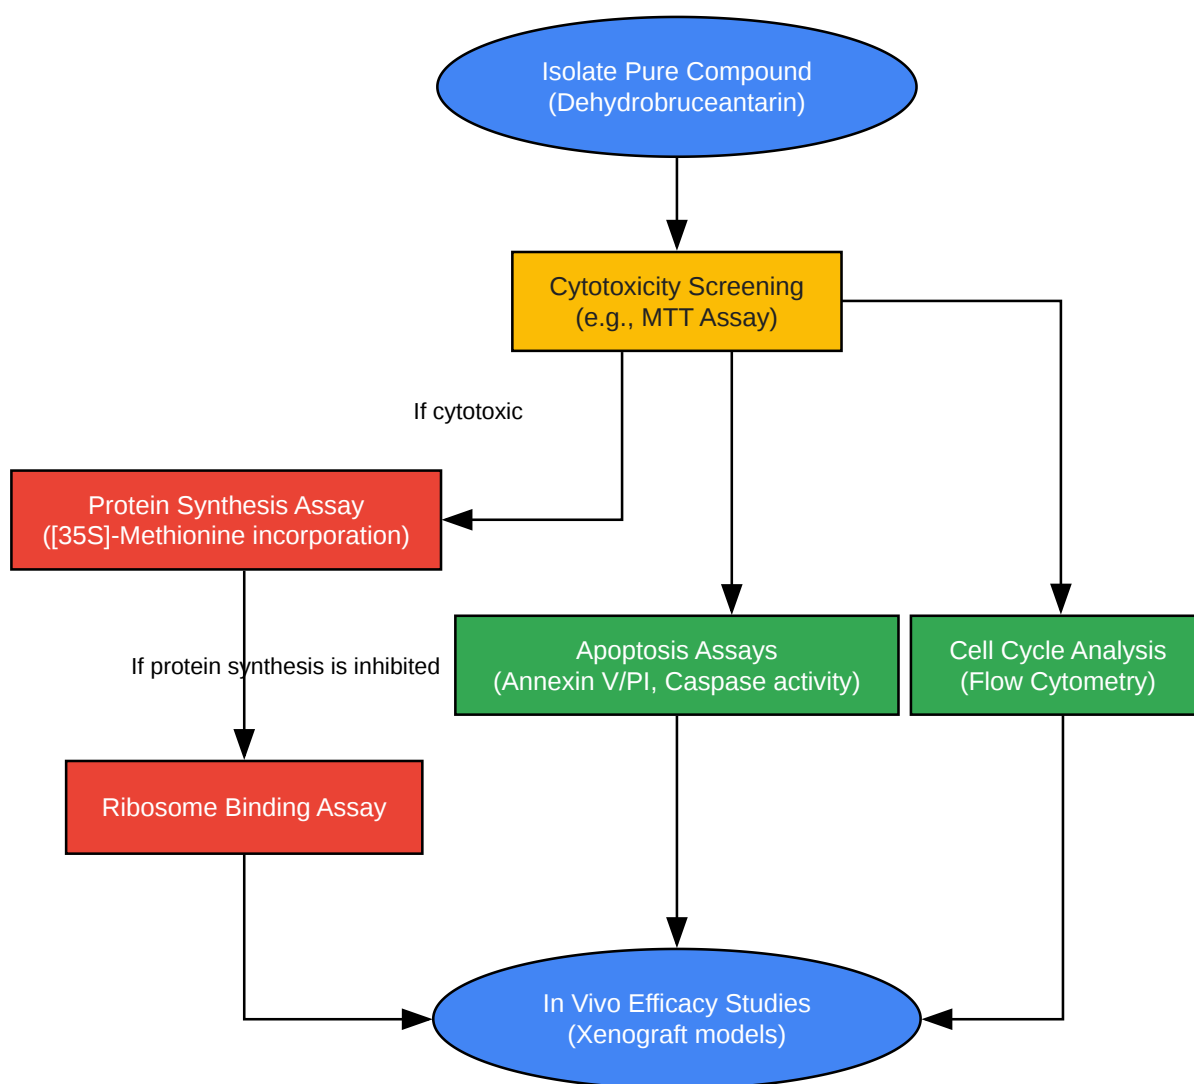 Isolate Pure Compound
(Dehydrobruceantarin)
Cytotoxicity Screening
(e.g., MTT Assay)
If cytotoxic
Protein Synthesis Assay
([35S]-Methionine incorporation)
If protein synthesis is inhibited
Apoptosis Assays
(Annexin V/PI, Caspase activity)
Cell Cycle Analysis
(Flow Cytometry)
Ribosome Binding Assay
In Vivo Efficacy Studies
(Xenograft models)